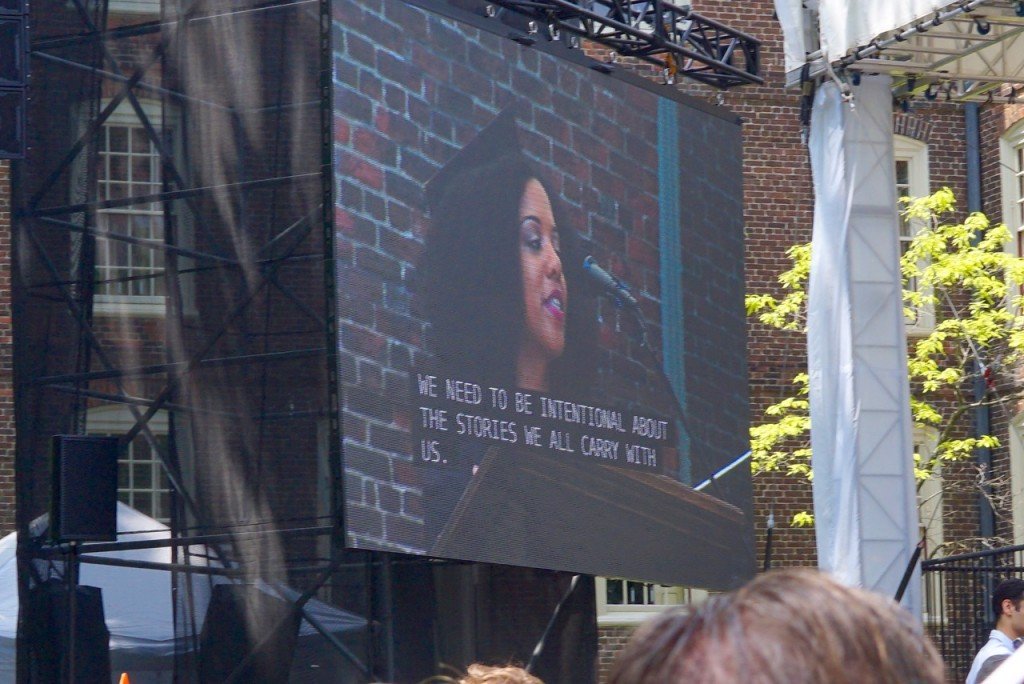 WE NEED TO BE INTENTIONAL ABOUT
THE STORIES WE ALL CARRY WITH
US.